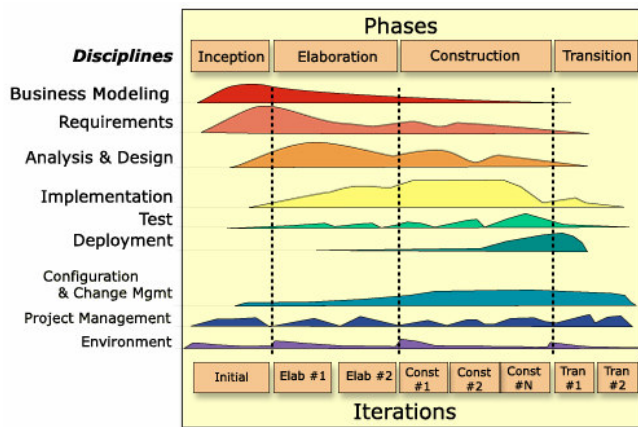 Phases
Disciplines
Inception
Elaboration
Construction
Transition
Business Modeling
Requirements
Analysis & Design
Implementation
Test
Deployment
Configuration
& Change Mgmt
Project Management
Environment
Initial
Elab #1
Elab #2
Const
#1
Const
#2
Const
#N
Tran
#1
Tran
#2
Iterations